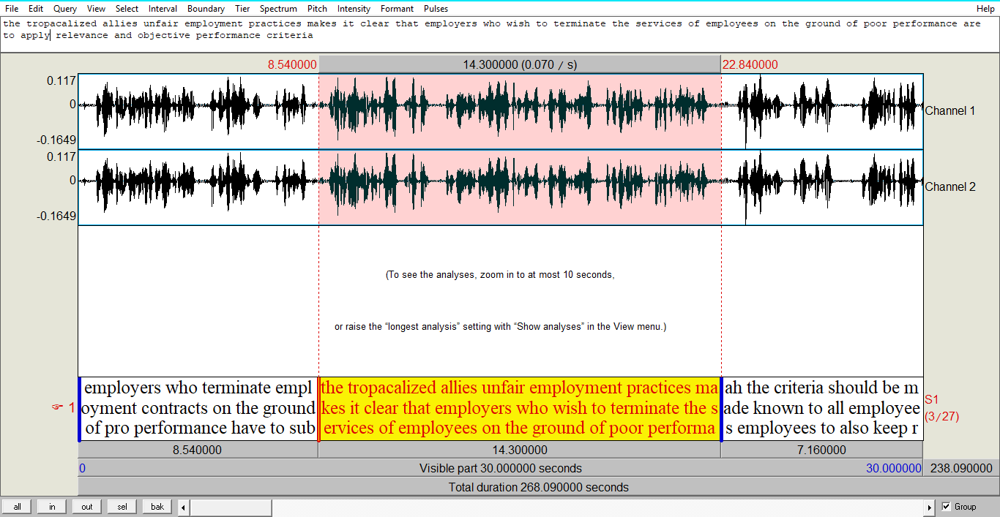 File Edit Query View Select Interval Boundary Tier Spectrum Pitch Intensity Formant Pulses Help
the tropacalized allies unfair employment practices makes it clear that employers who wish to terminate the services of employees on the ground of poor performance are
to apply relevance and objective performance criteria
8.540000 14.300000 (0.070 / s) 22.840000
0.117
0
-0.1649
Channel 1
0.117
0
-0.1649
Channel 2
(To see the analyses, zoom in to at most 10 seconds,
or raise the “longest analysis” setting with “Show analyses” in the View menu.)
employers who terminate empl the tropacalized allies unfair employment practices ma ah the criteria should be m
1 oyment contracts on the ground kes it clear that employers who wish to terminate the s ade known to all employee S1
of pro performance have to sub ervices of employees on the ground of poor performa s employees to also keep r (3/27)
8.540000 14.300000 7.160000
0 Visible part 30.000000 seconds 30.000000 238.090000
Total duration 268.090000 seconds
all in out sel bak Group